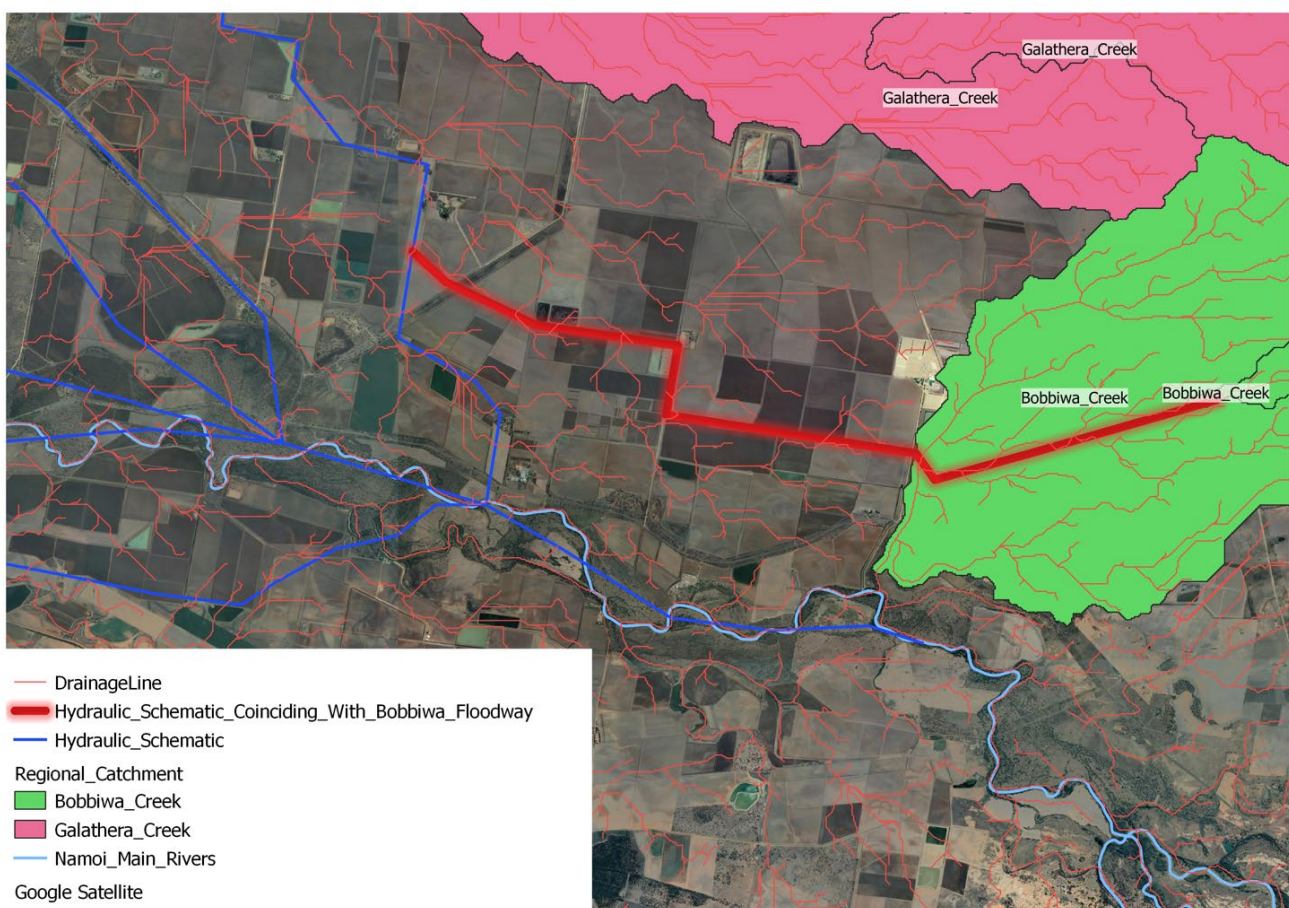 Galathera_Creek
Galathera_Creek
Bobbiwa_Creek
Bobbiwa_Creek
DrainageLine
Hydraulic_Schematic_Coinciding_With_Bobbiwa_Floodway
Hydraulic_Schematic
Regional_Catchment
Bobbiwa_Creek
Galathera_Creek
Namoi_Main_Rivers
Google Satellite